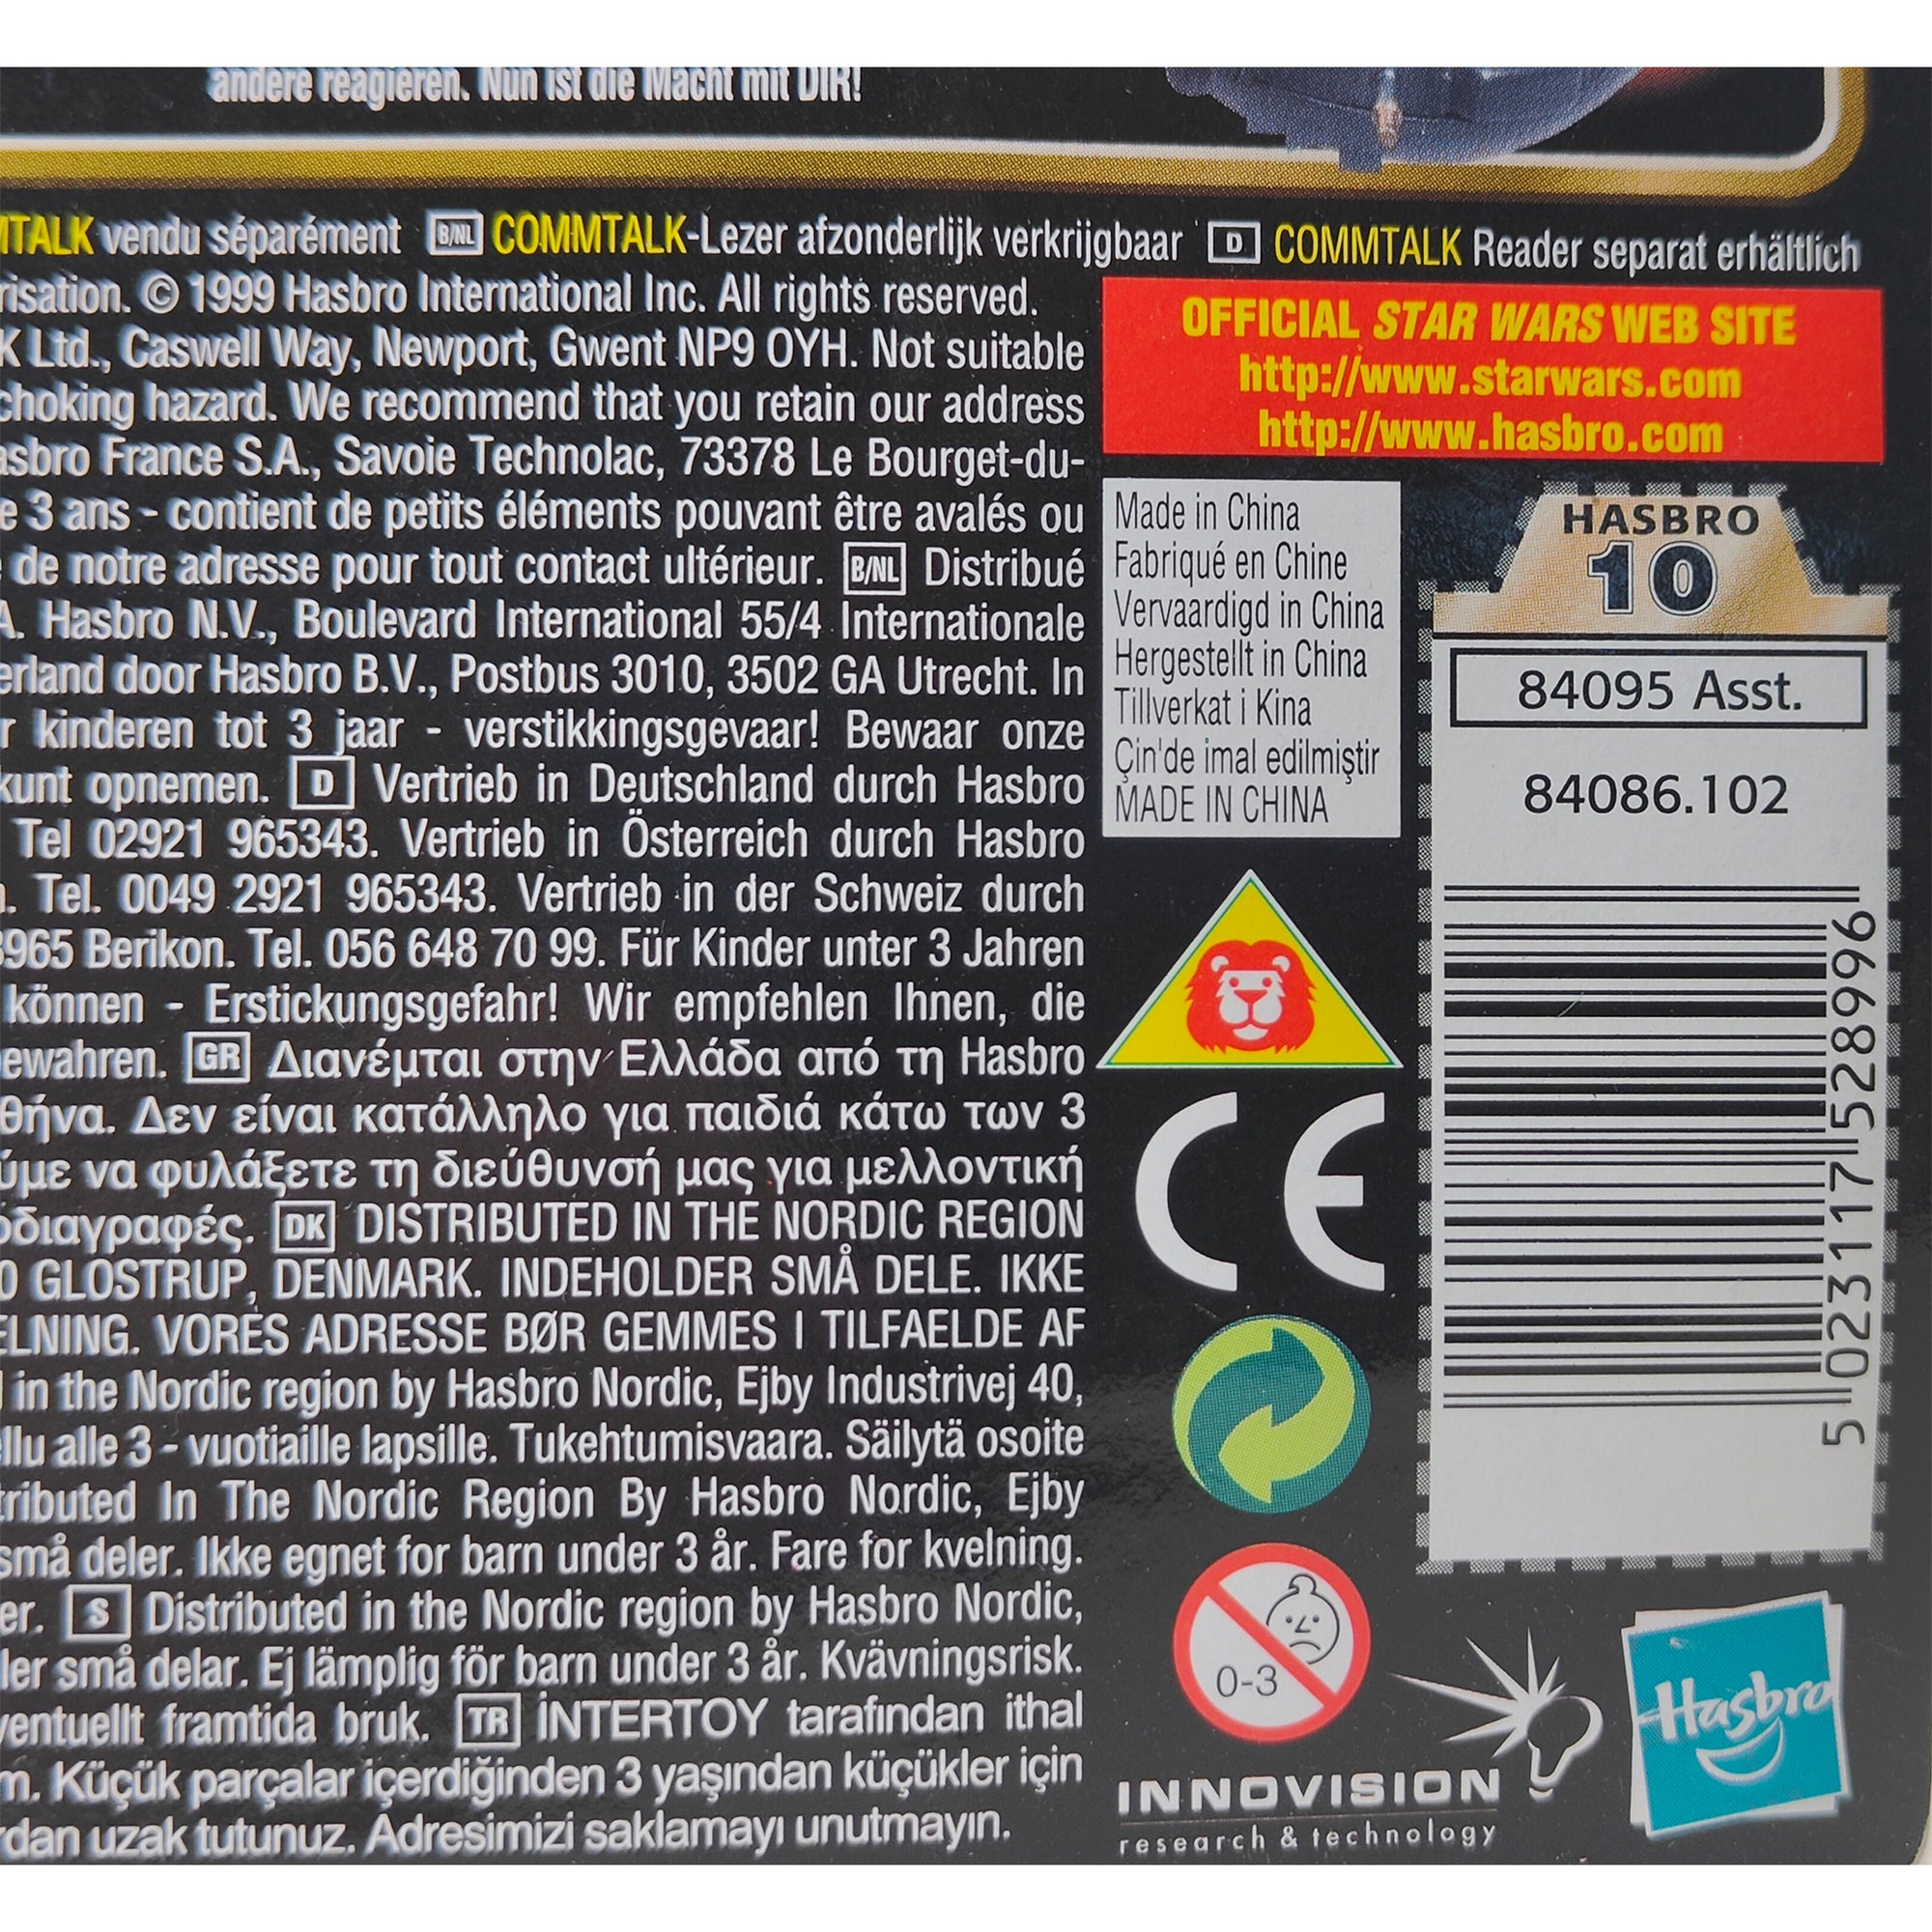 andere reagieren. Nun ist die Macht mit DIR!
MTALK vendu séparément B/NL COMMTALK-Lezer afzonderlijk verkrijgbaar D COMMTALK Reader separat erhältlich
risation. © 1999 Hasbro International Inc. All rights reserved.
K Ltd., Caswell Way, Newport, Gwent NP9 0YH. Not suitable
choking hazard. We recommend that you retain our address
asbro France S.A., Savoie Technolac, 73378 Le Bourget-du-
e 3 ans - contient de petits éléments pouvant être avalés ou
de notre adresse pour tout contact ultérieur. B/NL Distribué
A. Hasbro N.V., Boulevard International 55/4 Internationale
erland door Hasbro B.V., Postbus 3010, 3502 GA Utrecht. In
r kinderen tot 3 jaar - verstikkingsgevaar! Bewaar onze
kunt opnemen. D Vertrieb in Deutschland durch Hasbro
Tel 02921 965343. Vertrieb in Österreich durch Hasbro
. Tel. 0049 2921 965343. Vertrieb in der Schweiz durch
8965 Berikon. Tel. 056 648 70 99. Für Kinder unter 3 Jahren
können - Erstickungsgefahr! Wir empfehlen Ihnen, die
ewahren. GR Διανέμεται στην Ελλάδα από τη Hasbro
θήνα. Δεν είναι κατάλληλο για παιδιά κάτω των 3
ύμε να φυλάξετε τη διεύθυνσή μας για μελλοντική
οδιαγραφές. DK DISTRIBUTED IN THE NORDIC REGION
0 GLOSTRUP, DENMARK. INDEHOLDER SMÅ DELE. IKKE
ELNING. VORES ADRESSE BØR GEMMES I TILFAELDE AF
in the Nordic region by Hasbro Nordic, Ejby Industrivej 40,
llu alle 3 - vuotiaille lapsille. Tukehtumisvaara. Säilytä osoite
tributed In The Nordic Region By Hasbro Nordic, Ejby
små deler. Ikke egnet for barn under 3 år. Fare for kvelning.
er. S Distributed in the Nordic region by Hasbro Nordic,
ler små delar. Ej lämplig för barn under 3 år. Kvävningsrisk.
ventuellt framtida bruk. TR İNTERTOY tarafından ithal
m. Küçük parçalar içerdiğinden 3 yaşından küçükler için
rdan uzak tutunuz. Adresimizi saklamayı unutmayın.
OFFICIAL STAR WARS WEB SITE
http://www.starwars.com
http://www.hasbro.com
Made in China
Fabriqué en Chine
Vervaardigd in China
Hergestellt in China
Tillverkat i Kina
Çin'de imal edilmiştir
MADE IN CHINA
HASBRO
10
84095 Asst.
84086.102
5 023117 528996
CE
0-3
INNOVISION
research & technology
Hasbro